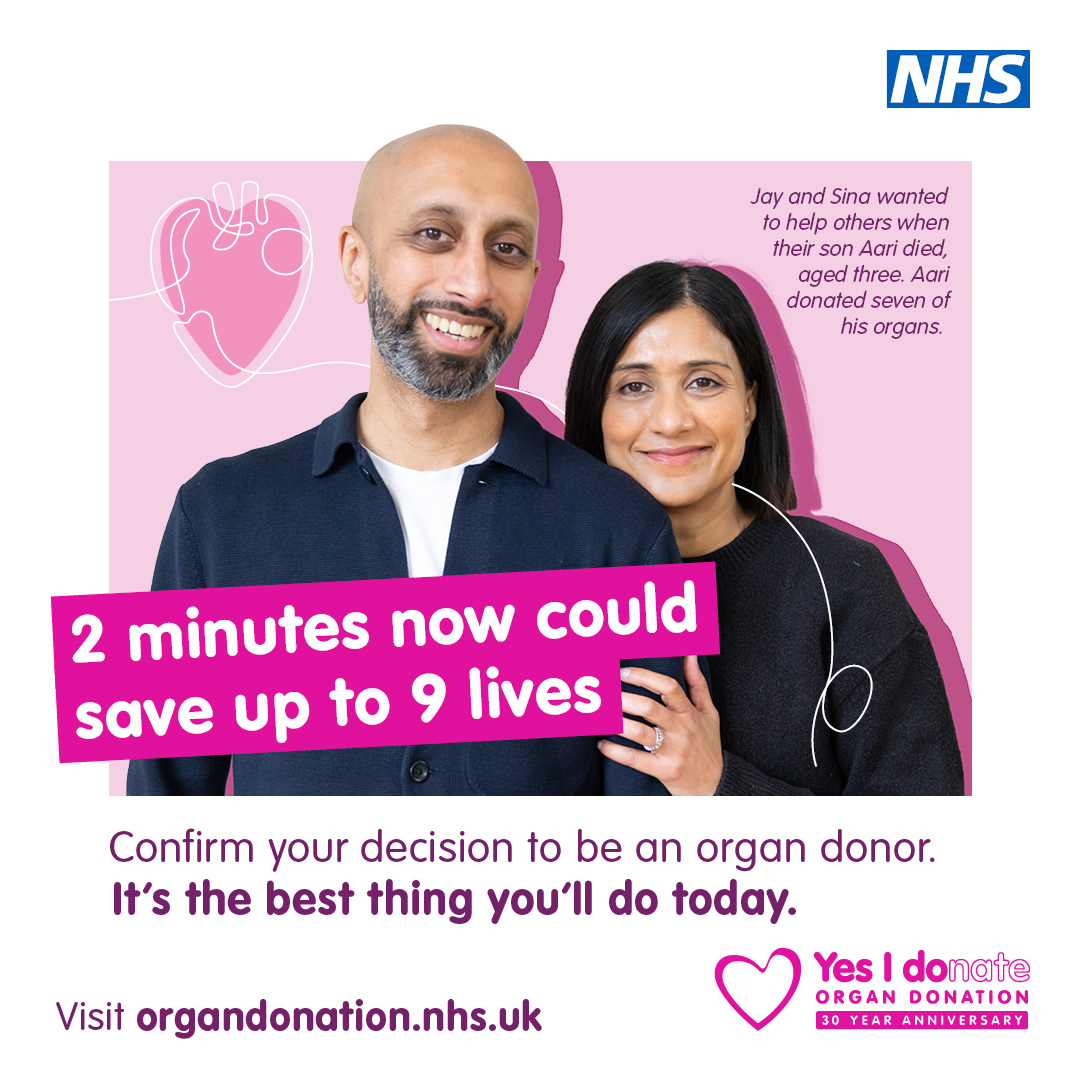 NHS
Jay and Sina wanted
to help others when
their son Aari died,
aged three. Aari
donated seven of
his organs.
2 minutes now could
save up to 9 lives
Confirm your decision to be an organ donor.
It's the best thing you'll do today.
Visit organdonation.nhs.uk
Yes I donate
ORGAN DONATION
30 YEAR ANNIVERSARY